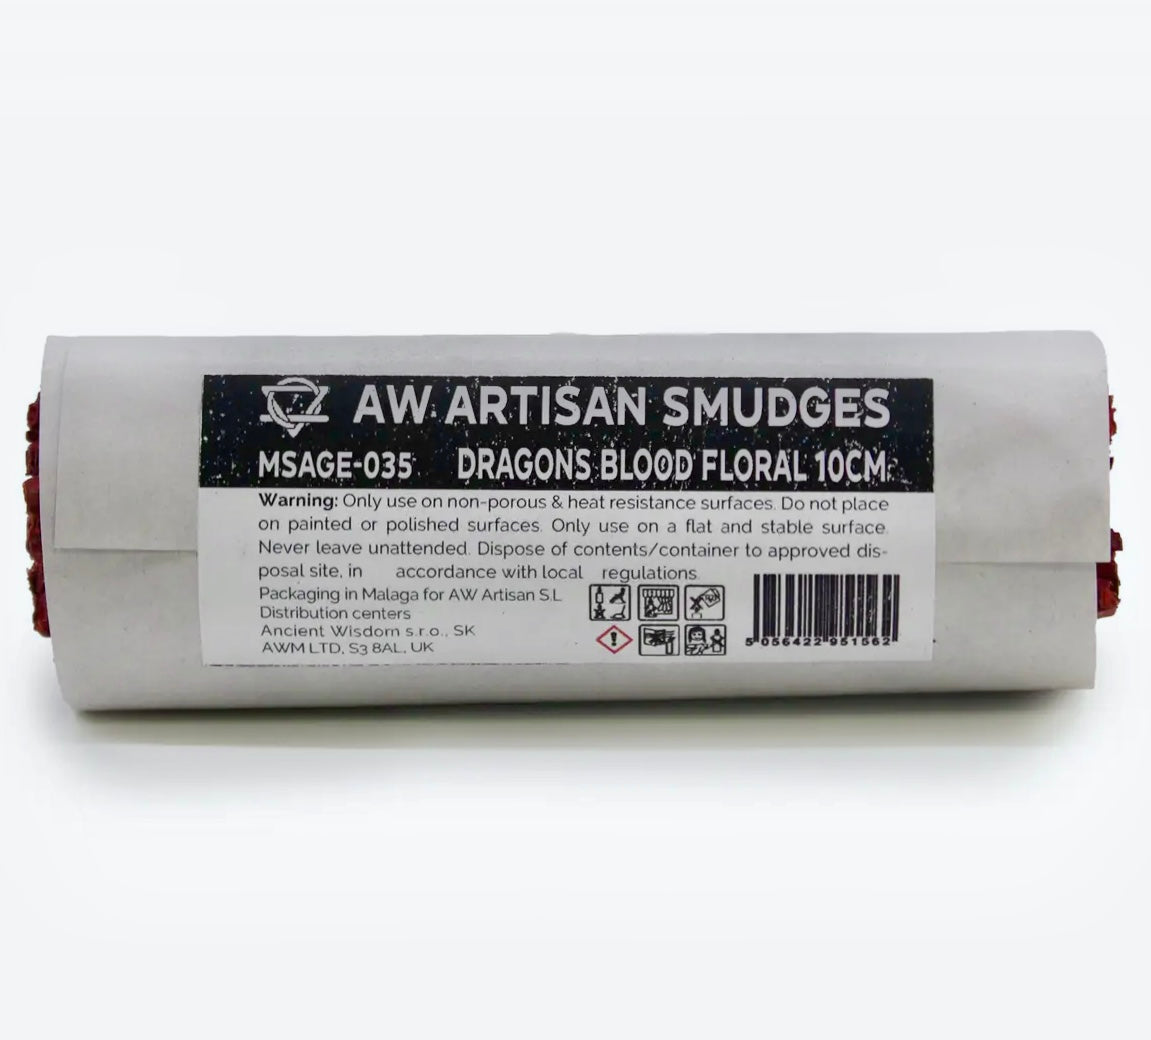 AW ARTISAN SMUDGES
MSAGE-035 DRAGONS BLOOD FLORAL 10CM
Warning: Only use on non-porous & heat resistance surfaces. Do not place
on painted or polished surfaces. Only use on a flat and stable surface.
Never leave unattended. Dispose of contents/container to approved dis-
posal site, in accordance with local regulations.
Packaging in Malaga for AW Artisan S.L
Distribution centers
Ancient Wisdom s.r.o., SK
AWM LTD, S3 8AL, UK
5 056422 951562